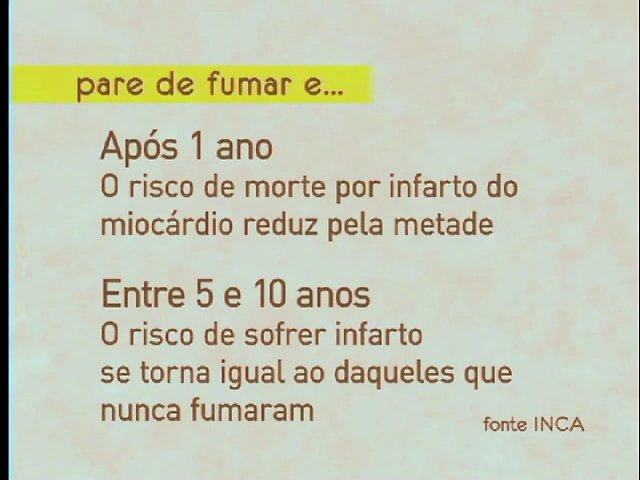 pare de fumar e...
Após 1 ano
O risco de morte por infarto do
miocárdio reduz pela metade
Entre 5 e 10 anos
O risco de sofrer infarto
se torna igual ao daqueles que
nunca fumaram
fonte INCA